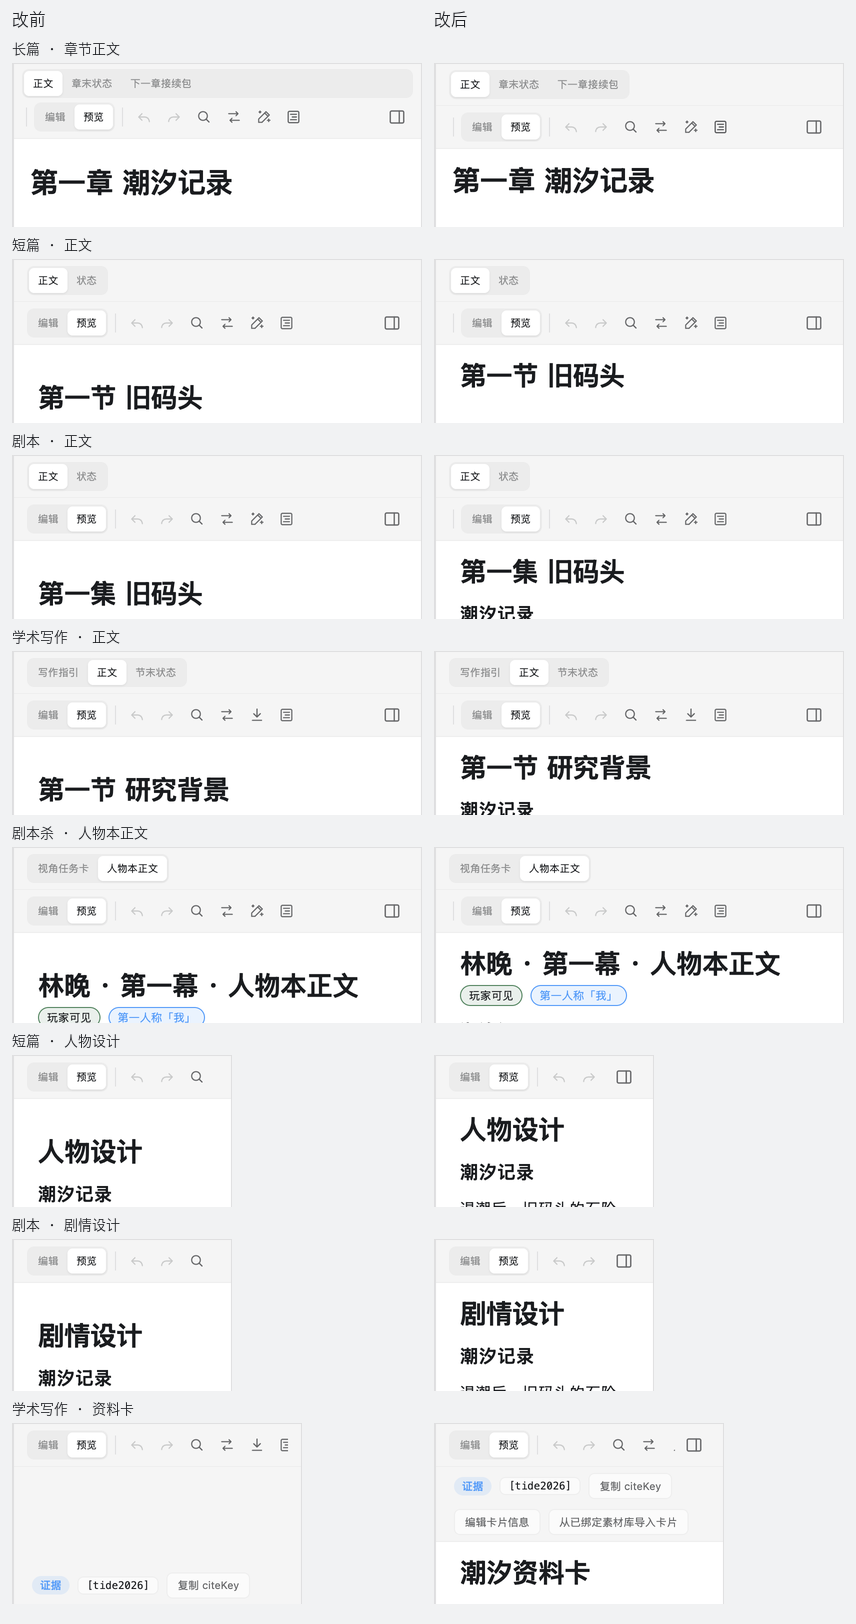 改前 改后
长篇 · 章节正文
正文 章末状态 下一章接续包 正文 章末状态 下一章接续包
编辑 预览 编辑 预览
第一章 潮汐记录 第一章 潮汐记录
短篇 · 正文
正文 状态 正文 状态
编辑 预览 编辑 预览
第一节 旧码头 第一节 旧码头
剧本 · 正文
正文 状态 正文 状态
编辑 预览 编辑 预览
第一集 旧码头 第一集 旧码头
潮汐记录
学术写作 · 正文
写作指引 正文 节末状态 写作指引 正文 节末状态
编辑 预览 编辑 预览
第一节 研究背景 第一节 研究背景
潮汐记录
剧本杀 · 人物本正文
视角任务卡 人物本正文 视角任务卡 人物本正文
编辑 预览 编辑 预览
林晚 · 第一幕 · 人物本正文 林晚 · 第一幕 · 人物本正文
玩家可见 第一人称「我」 玩家可见 第一人称「我」
短篇 · 人物设计
编辑 预览 编辑 预览
人物设计 人物设计
潮汐记录 潮汐记录
剧本 · 剧情设计
编辑 预览 编辑 预览
剧情设计 剧情设计
潮汐记录 潮汐记录
学术写作 · 资料卡
编辑 预览 编辑 预览
证据 [tide2026] 复制 citeKey
编辑卡片信息 从已绑定素材库导入卡片
潮汐资料卡
证据 [tide2026] 复制 citeKey